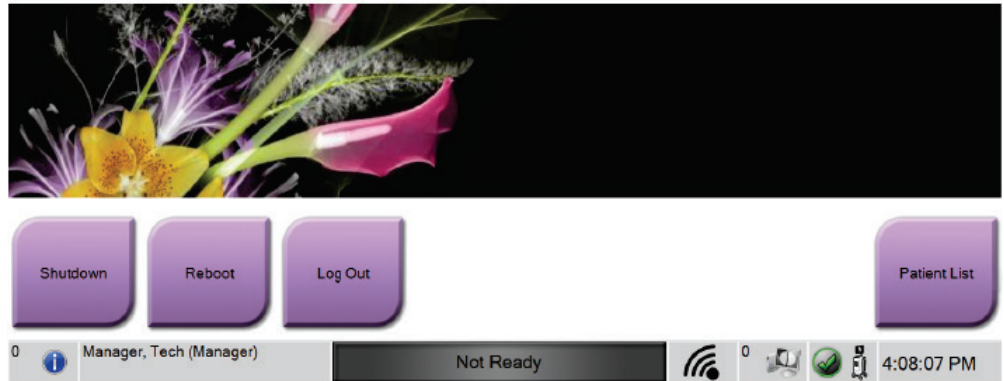 Shutdown
Reboot
Log Out
Patient List
0
Manager, Tech (Manager)
Not Ready
0
4:08:07 PM